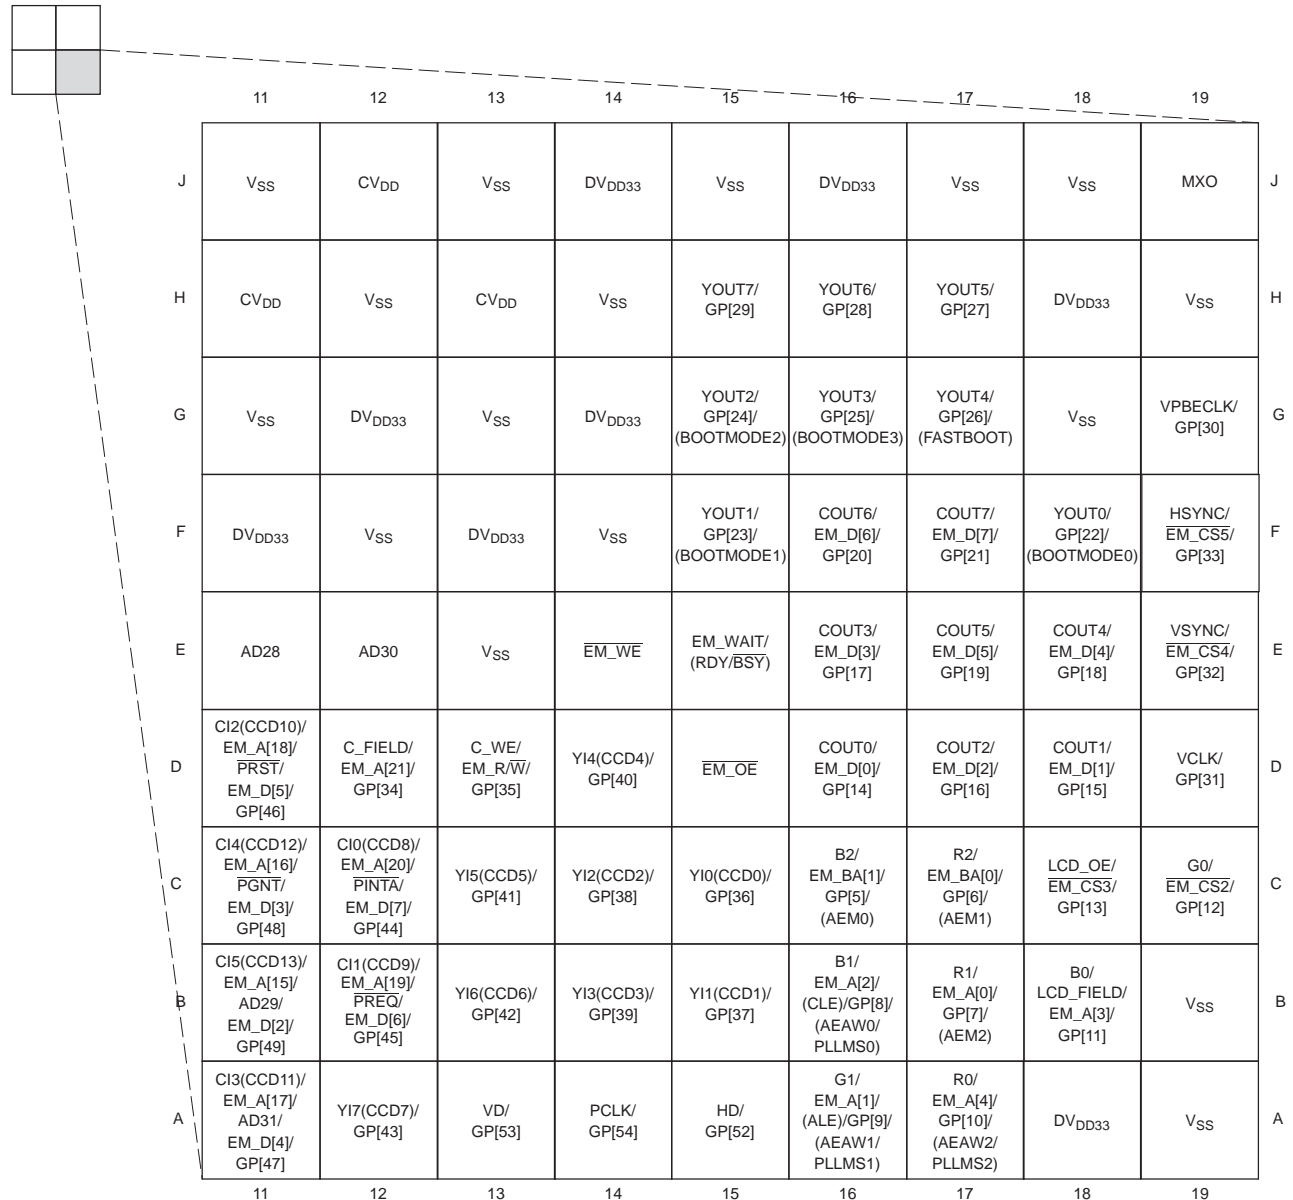 11 12 13 14 15 16 17 18 19
J VSS CVDD VSS DVDD33 VSS DVDD33 VSS VSS MXO J
H CVDD VSS CVDD VSS YOUT7/ GP[29] YOUT6/ GP[28] YOUT5/ GP[27] DVDD33 VSS H
G VSS DVDD33 VSS DVDD33 YOUT2/ GP[24]/ (BOOTMODE2) YOUT3/ GP[25]/ (BOOTMODE3) YOUT4/ GP[26]/ (FASTBOOT) VSS VPBECLK/ GP[30] G
F DVDD33 VSS DVDD33 VSS YOUT1/ GP[23]/ (BOOTMODE1) COUT6/ EM_D[6]/ GP[20] COUT7/ EM_D[7]/ GP[21] YOUT0/ GP[22]/ (BOOTMODE0) HSYNC/ EM_CS5/ GP[33] F
E AD28 AD30 VSS EM_WE EM_WAIT/ (RDY/BSY) COUT3/ EM_D[3]/ GP[17] COUT5/ EM_D[5]/ GP[19] COUT4/ EM_D[4]/ GP[18] VSYNC/ EM_CS4/ GP[32] E
D CI2(CCD10)/ EM_A[18]/ PRST/ EM_D[5]/ GP[46] C_FIELD/ EM_A[21]/ GP[34] C_WE/ EM_R/W/ GP[35] YI4(CCD4)/ GP[40] EM_OE COUT0/ EM_D[0]/ GP[14] COUT2/ EM_D[2]/ GP[16] COUT1/ EM_D[1]/ GP[15] VCLK/ GP[31] D
C CI4(CCD12)/ EM_A[16]/ PGNT/ EM_D[3]/ GP[48] CI0(CCD8)/ EM_A[20]/ PINTA/ EM_D[7]/ GP[44] YI5(CCD5)/ GP[41] YI2(CCD2)/ GP[38] YI0(CCD0)/ GP[36] B2/ EM_BA[1]/ GP[5]/ (AEM0) R2/ EM_BA[0]/ GP[6]/ (AEM1) LCD_OE/ EM_CS3/ GP[13] G0/ EM_CS2/ GP[12] C
B CI5(CCD13)/ EM_A[15]/ AD29/ EM_D[2]/ GP[49] CI1(CCD9)/ EM_A[19]/ PREQ/ EM_D[6]/ GP[45] YI6(CCD6)/ GP[42] YI3(CCD3)/ GP[39] YI1(CCD1)/ GP[37] B1/ EM_A[2]/ (CLE)/GP[8]/ (AEAW0/ PLLMS0) R1/ EM_A[0]/ GP[7]/ (AEM2) B0/ LCD_FIELD/ EM_A[3]/ GP[11] VSS B
A CI3(CCD11)/ EM_A[17]/ AD31/ EM_D[4]/ GP[47] YI7(CCD7)/ GP[43] VD/ GP[53] PCLK/ GP[54] HD/ GP[52] G1/ EM_A[1]/ (ALE)/GP[9]/ (AEAW1/ PLLMS1) R0/ EM_A[4]/ GP[10]/ (AEAW2/ PLLMS2) DVDD33 VSS A
11 12 13 14 15 16 17 18 19